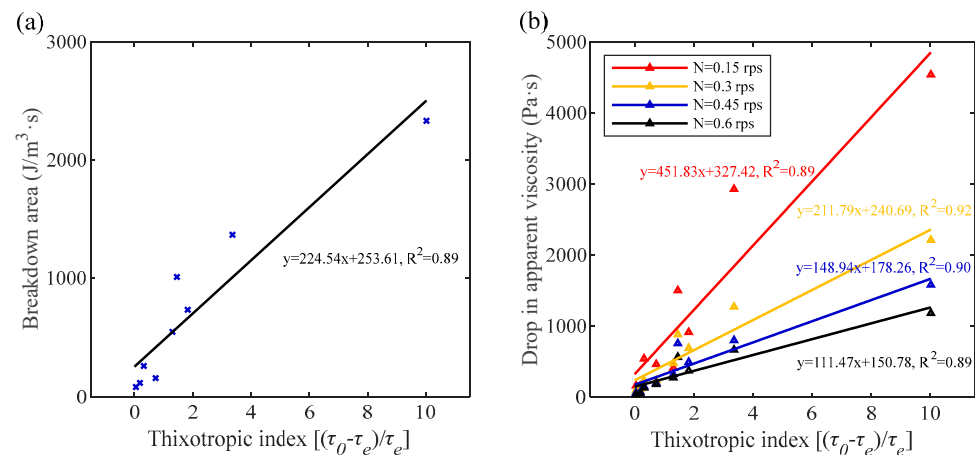 (a)
3000
2000
1000
0
Breakdown area (J/m³·s)
y=224.54x+253.61, R²=0.89
0 2 4 6 8 10
Thixotropic index [(τ₀-τₑ)/τₑ]
(b)
5000
4000
3000
2000
1000
0
Drop in apparent viscosity (Pa·s)
N=0.15 rps
N=0.3 rps
N=0.45 rps
N=0.6 rps
y=451.83x+327.42, R²=0.89
y=211.79x+240.69, R²=0.92
y=148.94x+178.26, R²=0.90
y=111.47x+150.78, R²=0.89
0 2 4 6 8 10
Thixotropic index [(τ₀-τₑ)/τₑ]